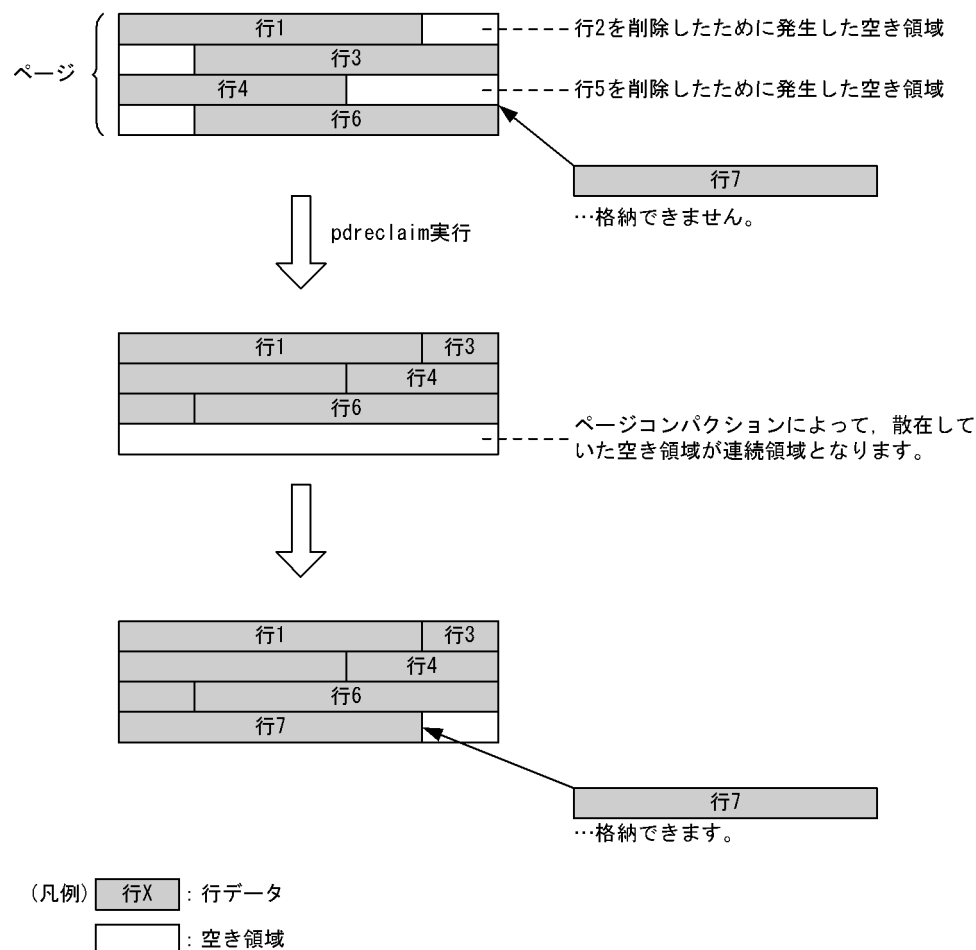 行1
行2を削除したために発生した空き領域
ページ
行3
行4
行5を削除したために発生した空き領域
行6
行7
…格納できません。
pdreclaim実行
行1
行3
行4
行6
ページコンパクションによって，散在して
いた空き領域が連続領域となります。
行1
行3
行4
行6
行7
行7
…格納できます。
(凡例) 行X : 行データ
: 空き領域